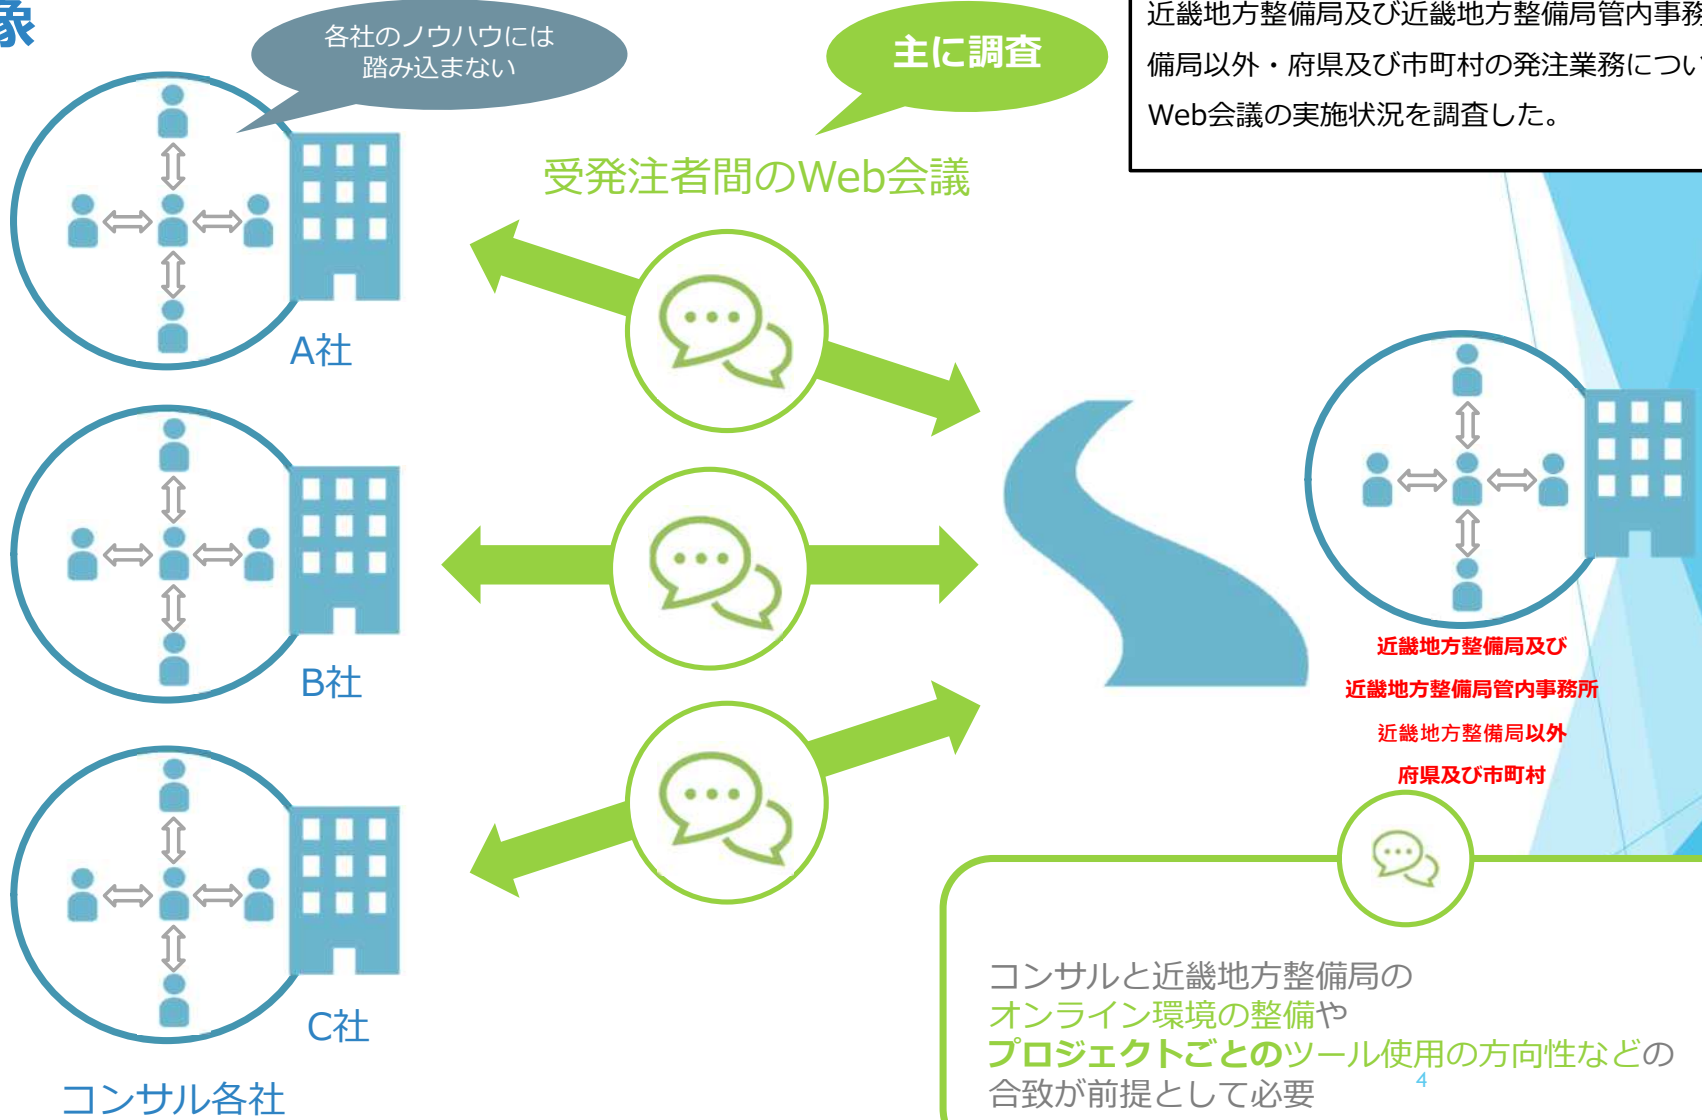 象
各社のノウハウには
踏み込まない
主に調査
近畿地方整備局及び近畿地方整備局管内事務
備局以外・府県及び市町村の発注業務につい
Web会議の実施状況を調査した。
受発注者間のWeb会議
A社
B社
C社
コンサル各社
近畿地方整備局及び
近畿地方整備局管内事務所
近畿地方整備局以外
府県及び市町村
コンサルと近畿地方整備局の
オンライン環境の整備や
プロジェクトごとのツール使用の方向性などの
合致が前提として必要
4